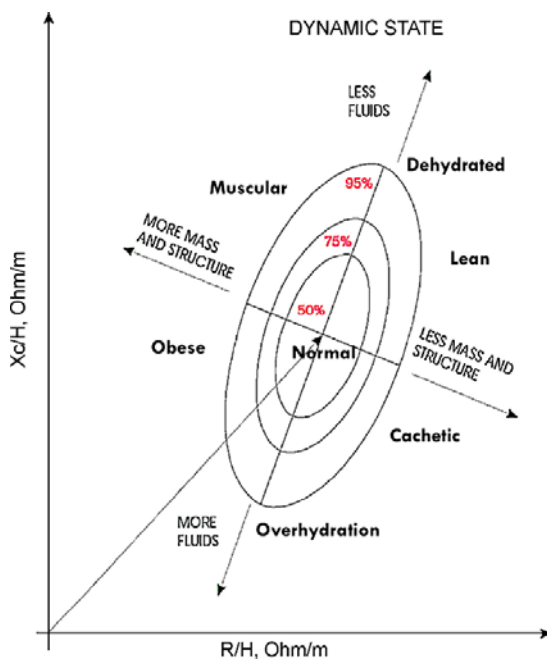 DYNAMIC STATE
LESS
FLUIDS
Dehydrated
95%
Muscular
MORE MASS
AND STRUCTURE
75%
Lean
50%
Normal
Obese
LESS MASS AND
STRUCTURE
Cachetic
MORE
FLUIDS
Overhydration
Xc/H, Ohm/m
R/H, Ohm/m